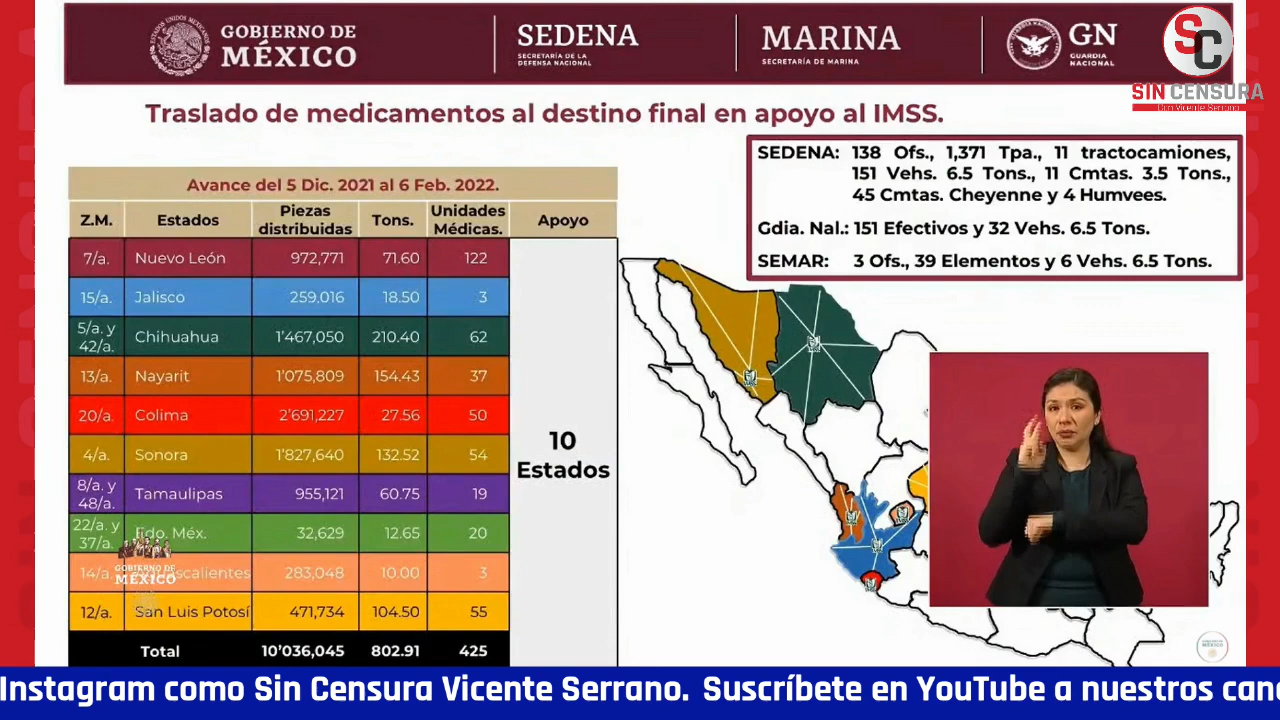 GOBIERNO DE
MÉXICO
SEDENA
SECRETARÍA DE LA
DEFENSA NACIONAL
MARINA
SECRETARÍA DE MARINA
GN
GUARDIA
NACIONAL
SC
SIN CENSURA
Con Vicente Serrano
Traslado de medicamentos al destino final en apoyo al IMSS.
SEDENA: 138 Ofs., 1,371 Tpa., 11 tractocamiones,
151 Vehs. 6.5 Tons., 11 Cmtas. 3.5 Tons.,
45 Cmtas. Cheyenne y 4 Humvees.
Gdia. Nal.: 151 Efectivos y 32 Vehs. 6.5 Tons.
SEMAR: 3 Ofs., 39 Elementos y 6 Vehs. 6.5 Tons.
Avance del 5 Dic. 2021 al 6 Feb. 2022.
Z.M. Estados Piezas distribuidas Tons. Unidades Médicas. Apoyo
7/a. Nuevo León 972,771 71.60 122
15/a. Jalisco 259.016 18.50 3
5/a. y 42/a. Chihuahua 1'467,050 210.40 62
13/a. Nayarit 1'075,809 154.43 37
20/a. Colima 2'691,227 27.56 50
4/a. Sonora 1'827,640 132.52 54
8/a. y 48/a. Tamaulipas 955,121 60.75 19
22/a. y 37/a. Edo. Méx. 32,629 12.65 20
14/a. Aguascalientes 283,048 10.00 3
12/a. San Luis Potosí 471,734 104.50 55
Total 10'036,045 802.91 425
10
Estados
GOBIERNO DE
MÉXICO
Instagram como Sin Censura Vicente Serrano. Suscríbete en YouTube a nuestros can